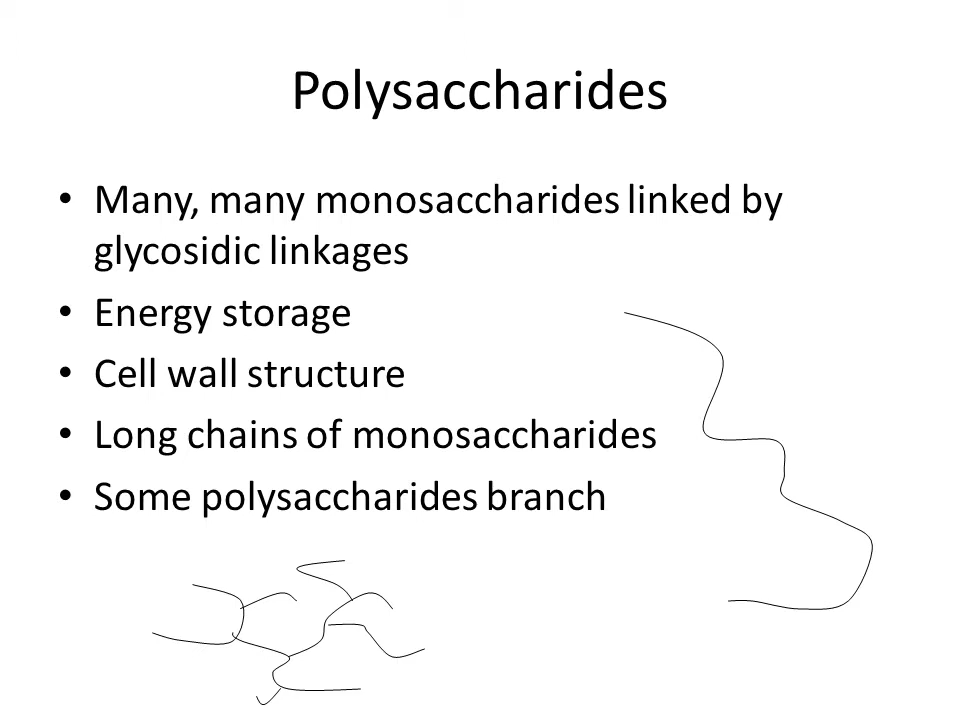 Polysaccharides
• Many, many monosaccharides linked by
glycosidic linkages
• Energy storage
• Cell wall structure
• Long chains of monosaccharides
• Some polysaccharides branch